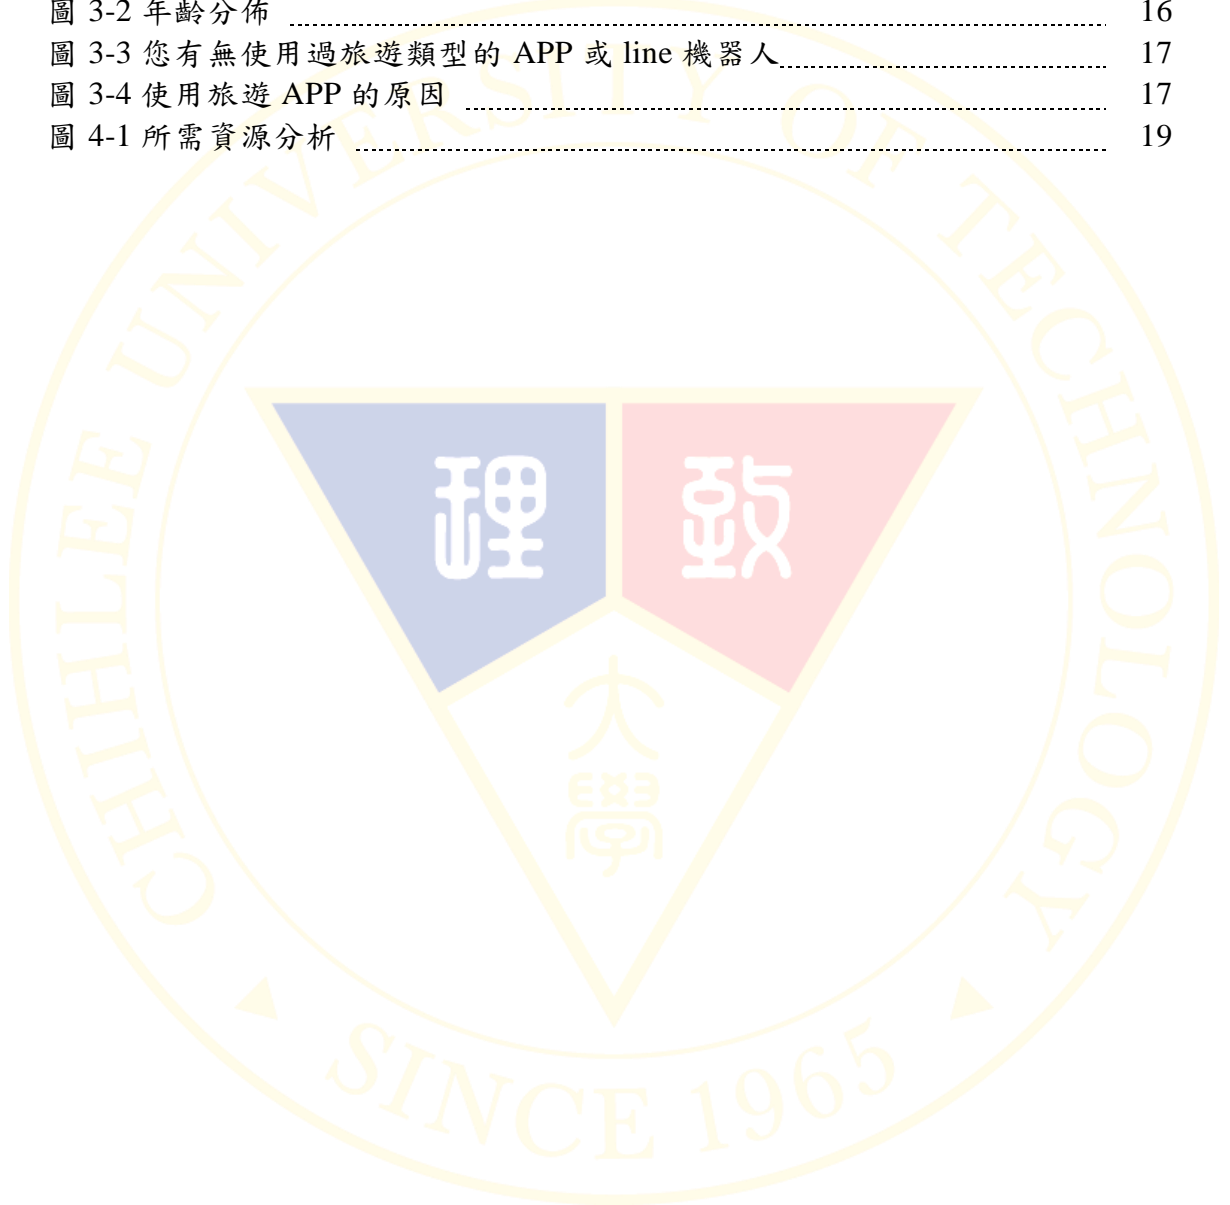 圖 3-2 年齡分佈 16
圖 3-3 您有無使用過旅遊類型的 APP 或 line 機器人 17
圖 3-4 使用旅遊 APP 的原因 17
圖 4-1 所需資源分析 19
CHIHLEE UNIVERSITY OF TECHNOLOGY
理 致
大
學
SINCE 1965